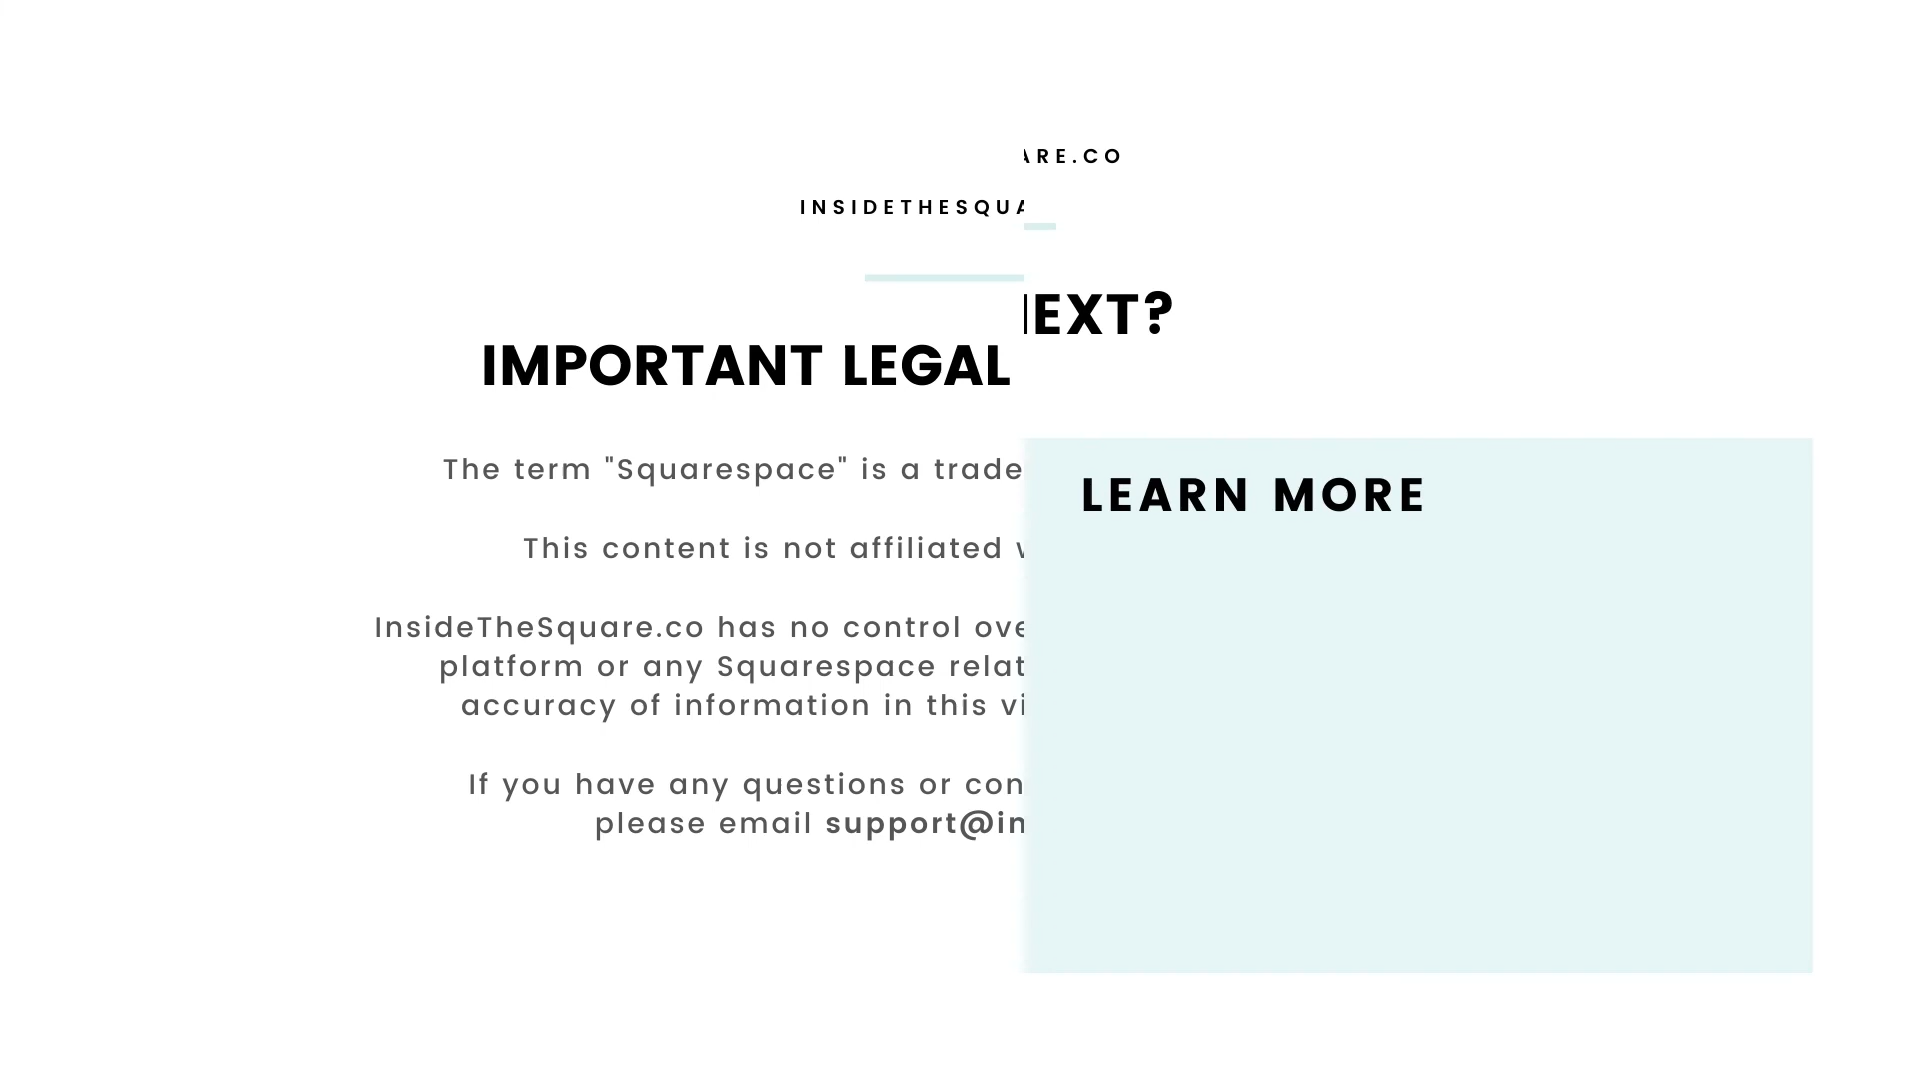 INSIDETHESQUA
IMPORTANT LEGAL
The term "Squarespace" is a trade
This content is not affiliated
InsideTheSquare.co has no control ove
platform or any Squarespace relat
accuracy of information in this vi
If you have any questions or con
please email support@in
ARE.CO
EXT?
LEARN MORE